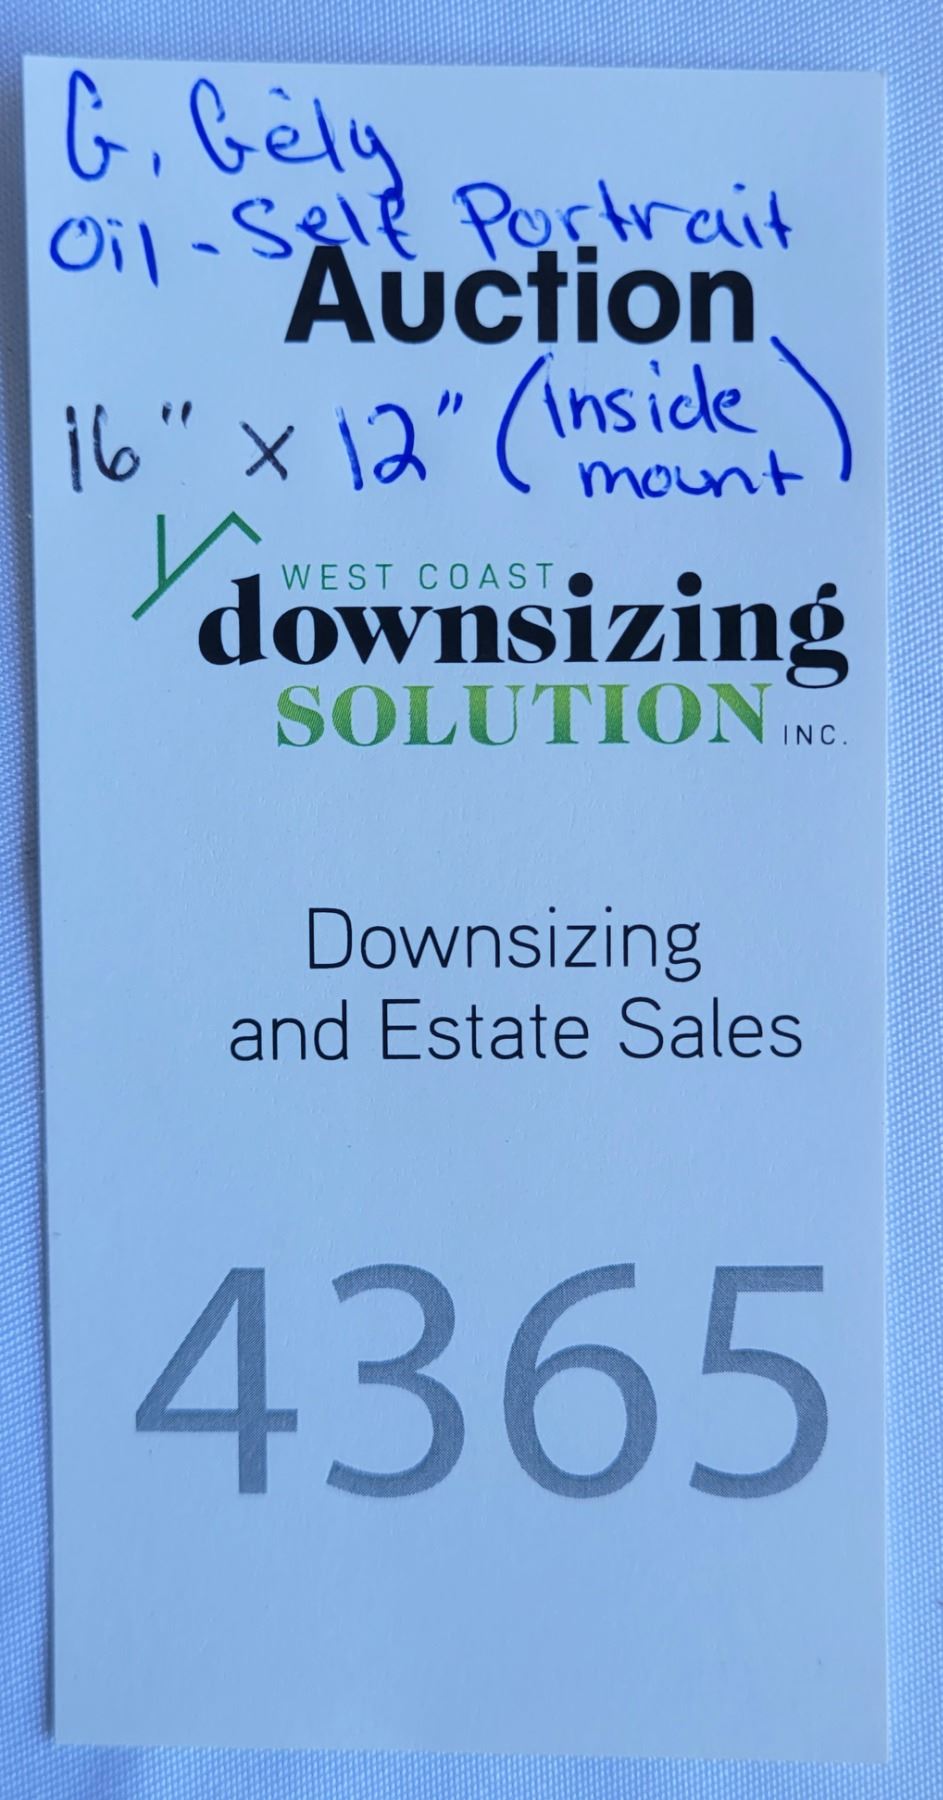 G. Gèly
Oil - Self Portrait
Auction
16" x 12" (Inside
mount)
WEST COAST
downsizing
SOLUTION INC.
Downsizing
and Estate Sales
4365